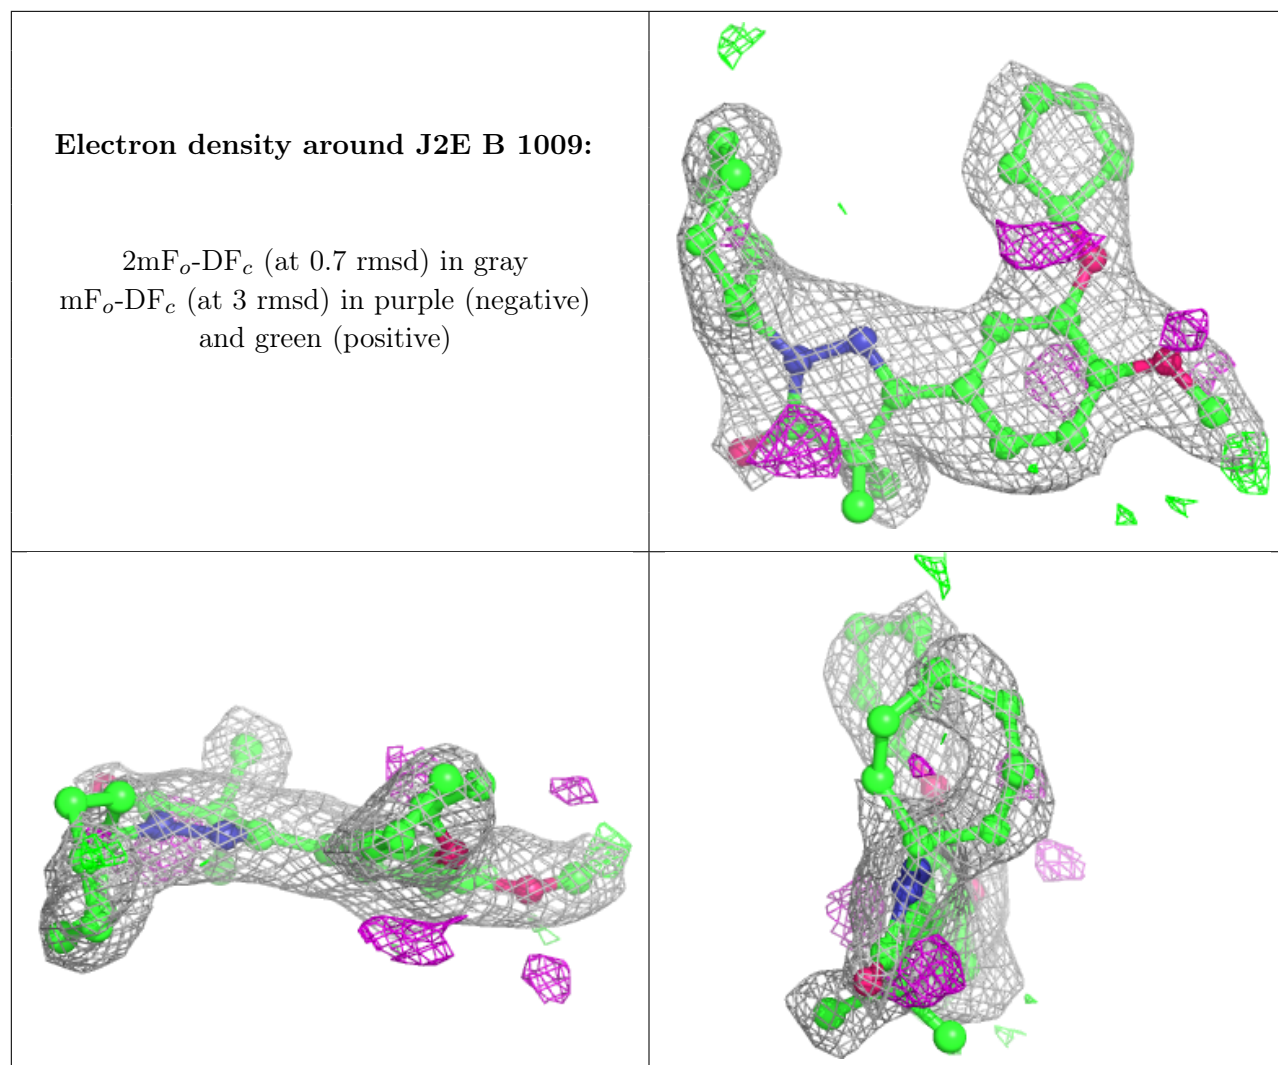 Electron density around J2E B 1009:
2mFo-DFc (at 0.7 rmsd) in gray
mFo-DFc (at 3 rmsd) in purple (negative)
and green (positive)